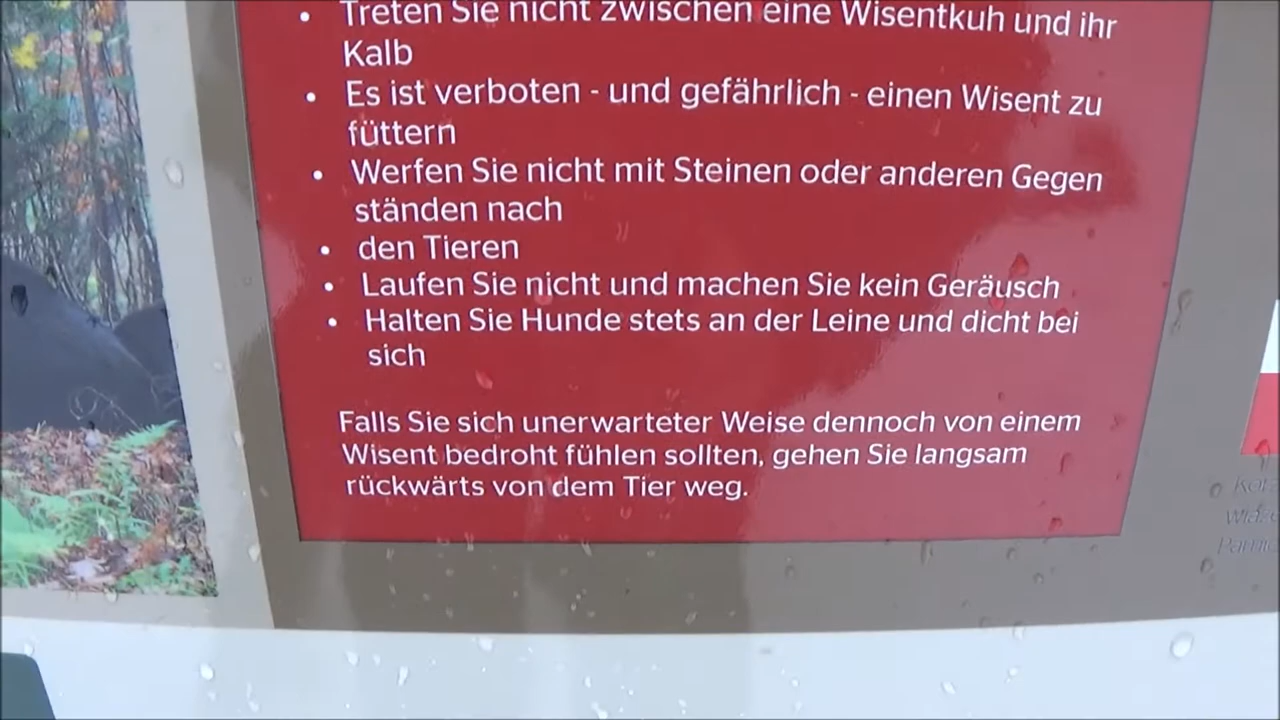 • Treten Sie nicht zwischen eine Wisentkuh und ihr
Kalb
• Es ist verboten - und gefährlich - einen Wisent zu
füttern
• Werfen Sie nicht mit Steinen oder anderen Gegen
ständen nach
• den Tieren
• Laufen Sie nicht und machen Sie kein Geräusch
• Halten Sie Hunde stets an der Leine und dicht bei
sich
Falls Sie sich unerwarteter Weise dennoch von einem
Wisent bedroht fühlen sollten, gehen Sie langsam
rückwärts von dem Tier weg.